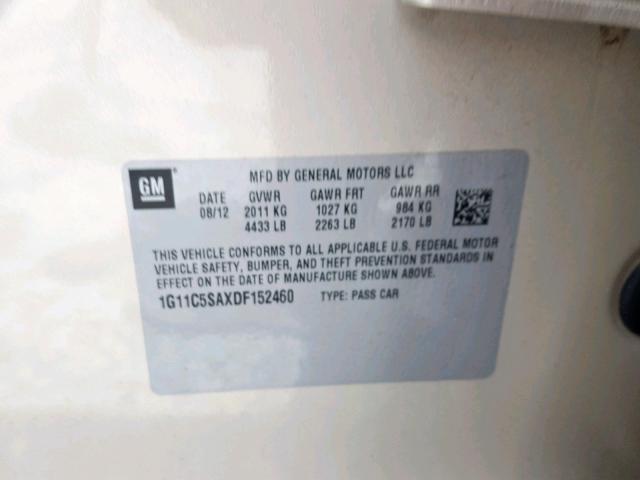 GM
MFD BY GENERAL MOTORS LLC
DATE GVWR GAWR FRT GAWR RR
08/12 2011 KG 1027 KG 984 KG
4433 LB 2263 LB 2170 LB
THIS VEHICLE CONFORMS TO ALL APPLICABLE U.S. FEDERAL MOTOR
VEHICLE SAFETY, BUMPER, AND THEFT PREVENTION STANDARDS IN
EFFECT ON THE DATE OF MANUFACTURE SHOWN ABOVE.
1G11C5SAXDF152460 TYPE: PASS CAR